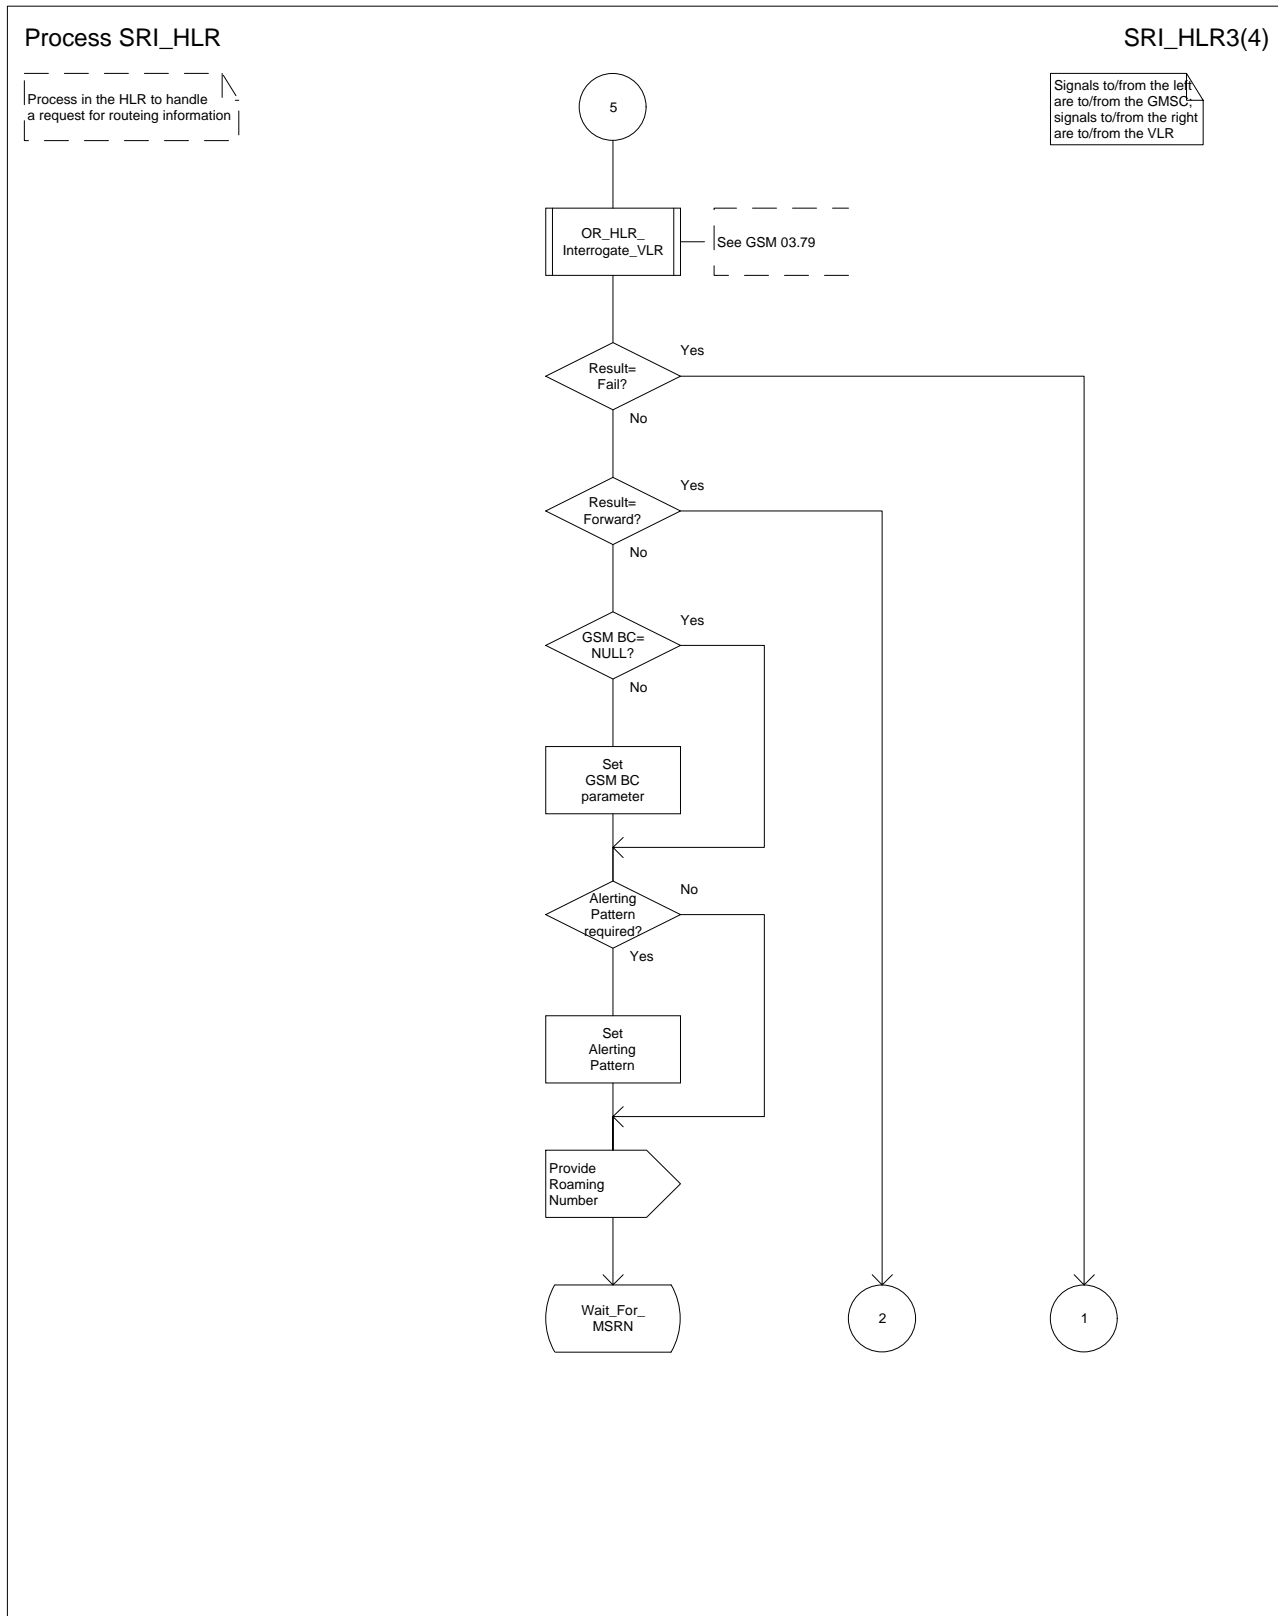 Process SRI_HLR
SRI_HLR3(4)
Process in the HLR to handle
a request for routeing information
5
Signals to/from the left
are to/from the GMSC;
signals to/from the right
are to/from the VLR
OR_HLR_
Interrogate_VLR
See GSM 03.79
Result=
Fail?
Yes
No
Result=
Forward?
Yes
No
GSM BC=
NULL?
Yes
No
Set
GSM BC
parameter
Alerting
Pattern
required?
No
Yes
Set
Alerting
Pattern
Provide
Roaming
Number
Wait_For_
MSRN
2
1